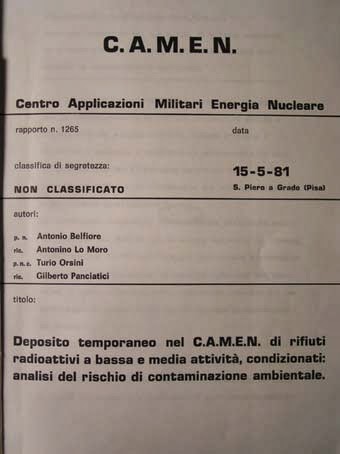 C.A.M.E.N.
Centro Applicazioni Militari Energia Nucleare
rapporto n. 1265 data
classifica di segretezza: 15-5-81
NON CLASSIFICATO S. Piero a Grado (Pisa)
autori:
p. n. Antonio Belfiore
ric. Antonino Lo Moro
p. n. c. Turio Orsini
ric. Gilberto Panciatici
titolo:
Deposito temporaneo nel C.A.M.E.N. di rifiuti
radioattivi a bassa e media attività, condizionati:
analisi del rischio di contaminazione ambientale.